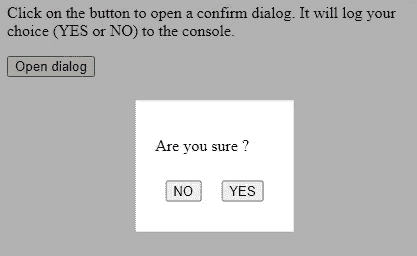 Click on the button to open a confirm dialog. It will log your
choice (YES or NO) to the console.
Open dialog
Are you sure ?
NO YES